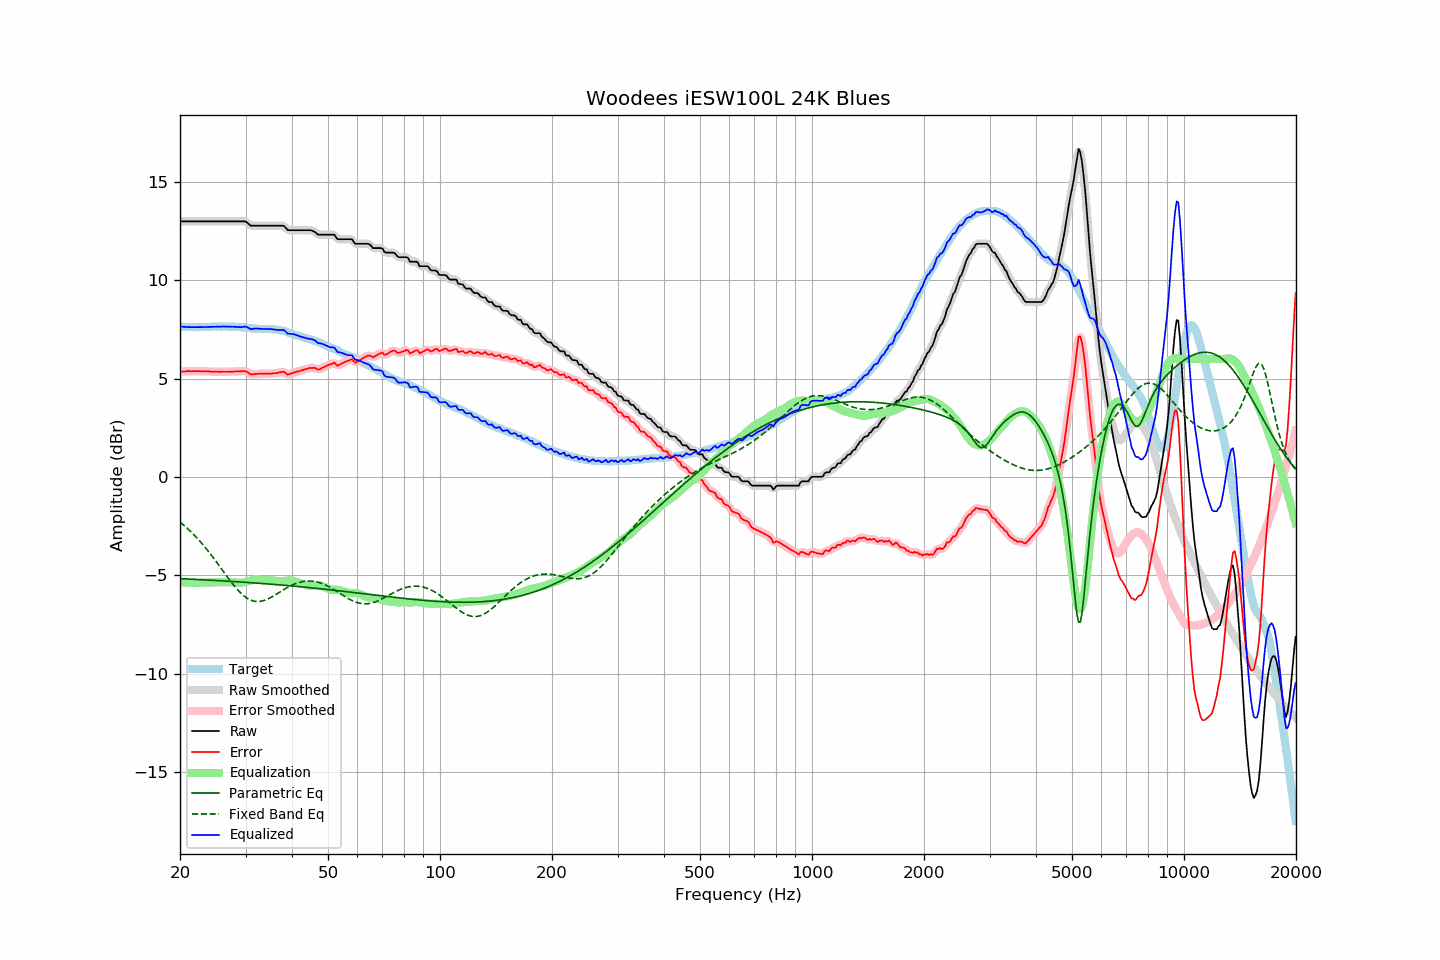 Woodees iESW100L 24K Blues
Amplitude (dBr)
15
10
5
0
−5
−10
−15
Target
Raw Smoothed
Error Smoothed
Raw
Error
Equalization
Parametric Eq
Fixed Band Eq
Equalized
20 50 100 200 500 1000 2000 5000 10000 20000
Frequency (Hz)